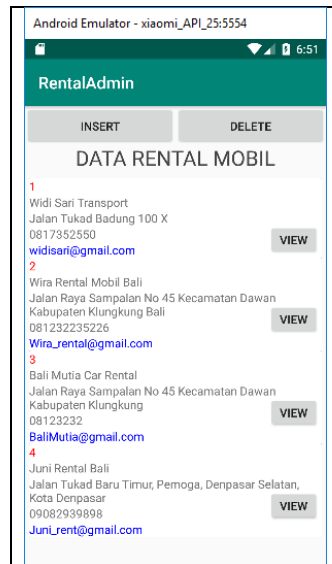 Android Emulator - xiaomi_API_25:5554
6:51
RentalAdmin
INSERT DELETE
DATA RENTAL MOBIL
1
Widi Sari Transport
Jalan Tukad Badung 100 X
0817352550
VIEW
widisari@gmail.com
2
Wira Rental Mobil Bali
Jalan Raya Sampalan No 45 Kecamatan Dawan
Kabupaten Klungkung Bali
VIEW
081232235226
Wira_rental@gmail.com
3
Bali Mutia Car Rental
Jalan Raya Sampalan No 45 Kecamatan Dawan
Kabupaten Klungkung
VIEW
08123232
BaliMutia@gmail.com
4
Juni Rental Bali
Jalan Tukad Baru Timur, Pemoga, Denpasar Selatan,
Kota Denpasar
VIEW
09082939898
Juni_rent@gmail.com